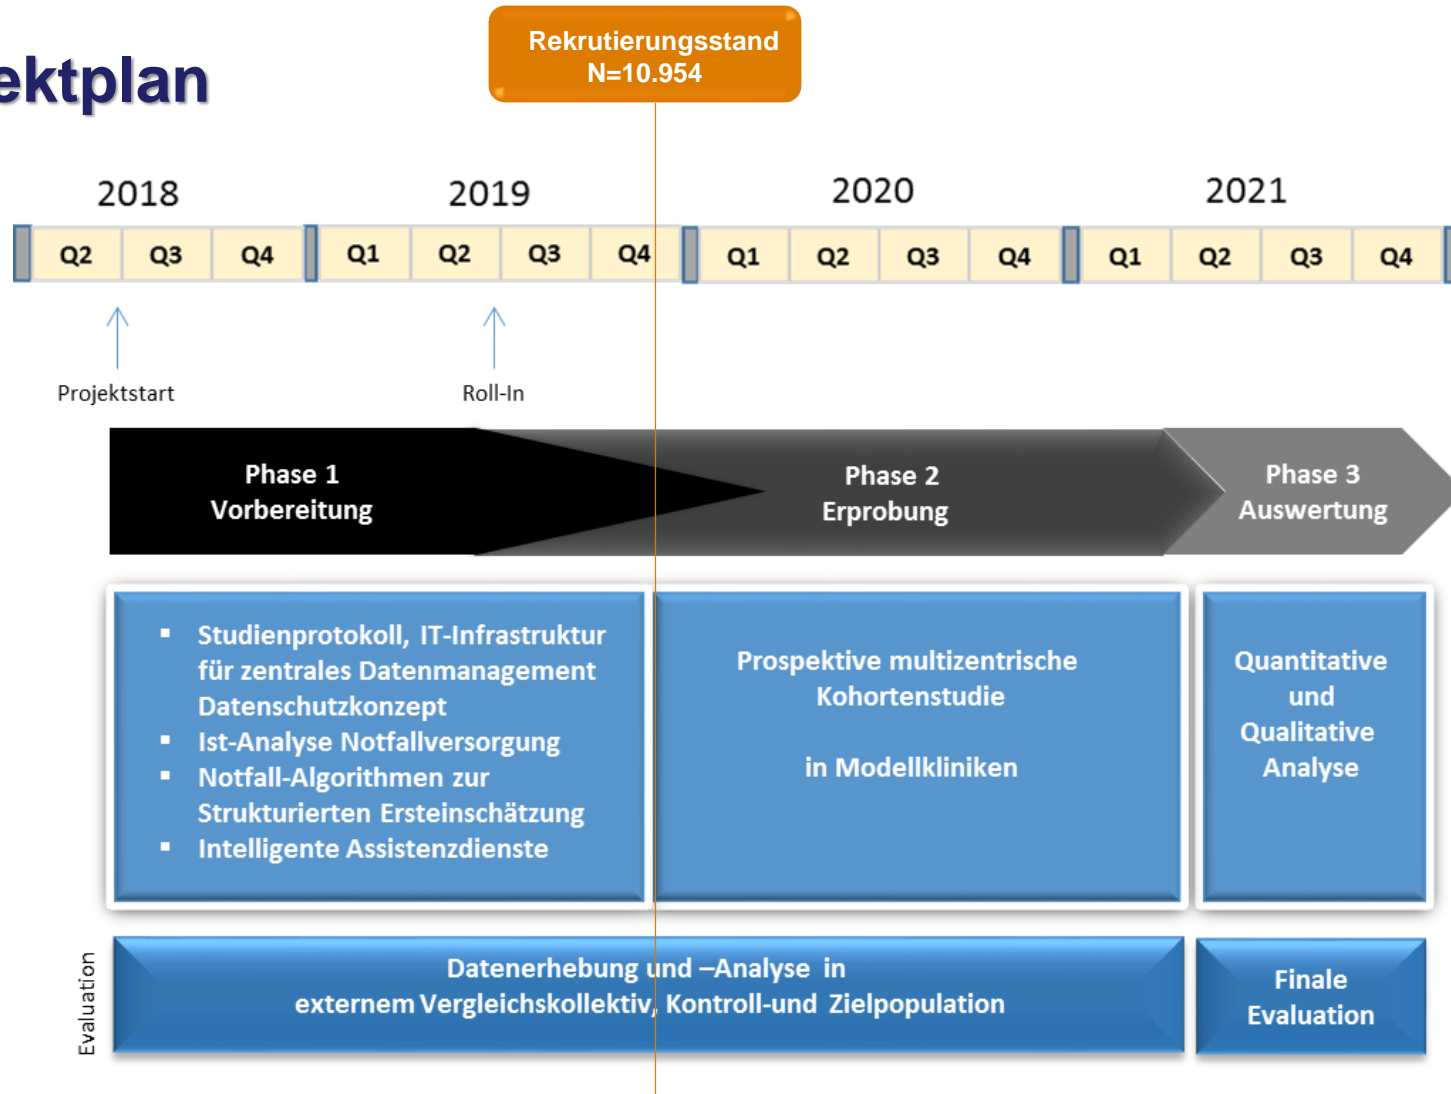 ektplan
Rekrutierungsstand
N=10.954
2018
2019
2020
2021
Q2 Q3 Q4 Q1 Q2 Q3 Q4 Q1 Q2 Q3 Q4 Q1 Q2 Q3 Q4
Projektstart
Roll-In
Phase 1
Vorbereitung
Phase 2
Erprobung
Phase 3
Auswertung
▪ Studienprotokoll, IT-Infrastruktur
für zentrales Datenmanagement
Datenschutzkonzept
▪ Ist-Analyse Notfallversorgung
▪ Notfall-Algorithmen zur
Strukturierten Ersteinschätzung
▪ Intelligente Assistenzdienste
Prospektive multizentrische
Kohortenstudie
in Modellkliniken
Quantitative
und
Qualitative
Analyse
Evaluation
Datenerhebung und –Analyse in
externem Vergleichskollektiv, Kontroll-und Zielpopulation
Finale
Evaluation